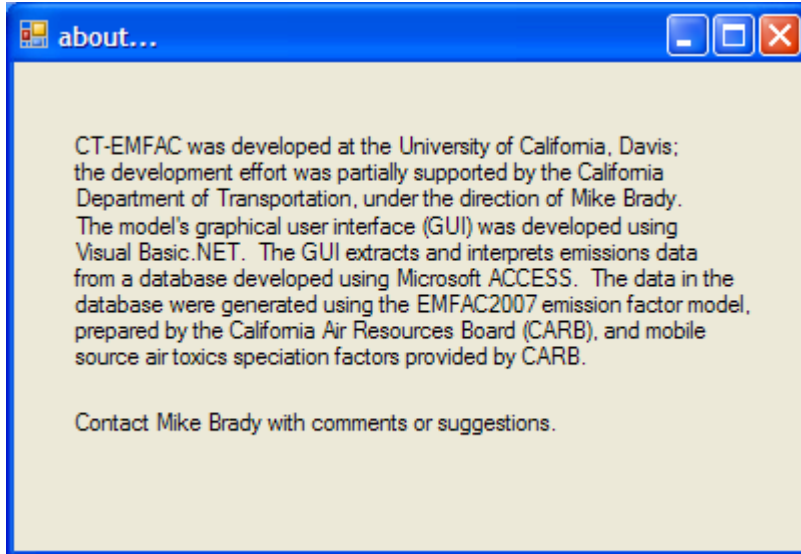 about...
CT-EMFAC was developed at the University of California, Davis;
the development effort was partially supported by the California
Department of Transportation, under the direction of Mike Brady.
The model's graphical user interface (GUI) was developed using
Visual Basic.NET.  The GUI extracts and interprets emissions data
from a database developed using Microsoft ACCESS.  The data in the
database were generated using the EMFAC2007 emission factor model,
prepared by the California Air Resources Board (CARB), and mobile
source air toxics speciation factors provided by CARB.
Contact Mike Brady with comments or suggestions.